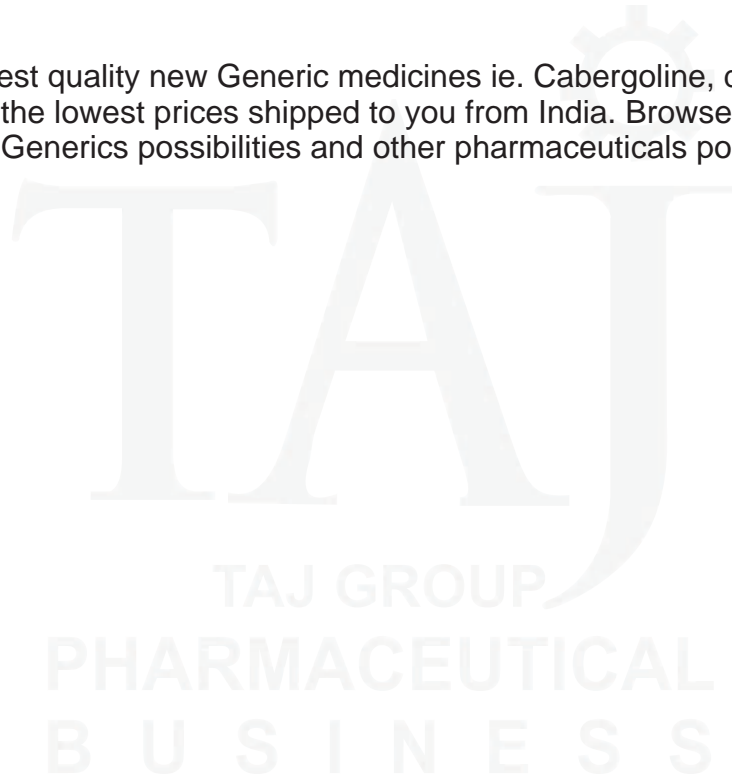 est quality new Generic medicines ie. Cabergoline,
the lowest prices shipped to you from India. Browse
Generics possibilities and other pharmaceuticals po
TAJ
TAJ GROUP
PHARMACEUTICAL
BUSINESS